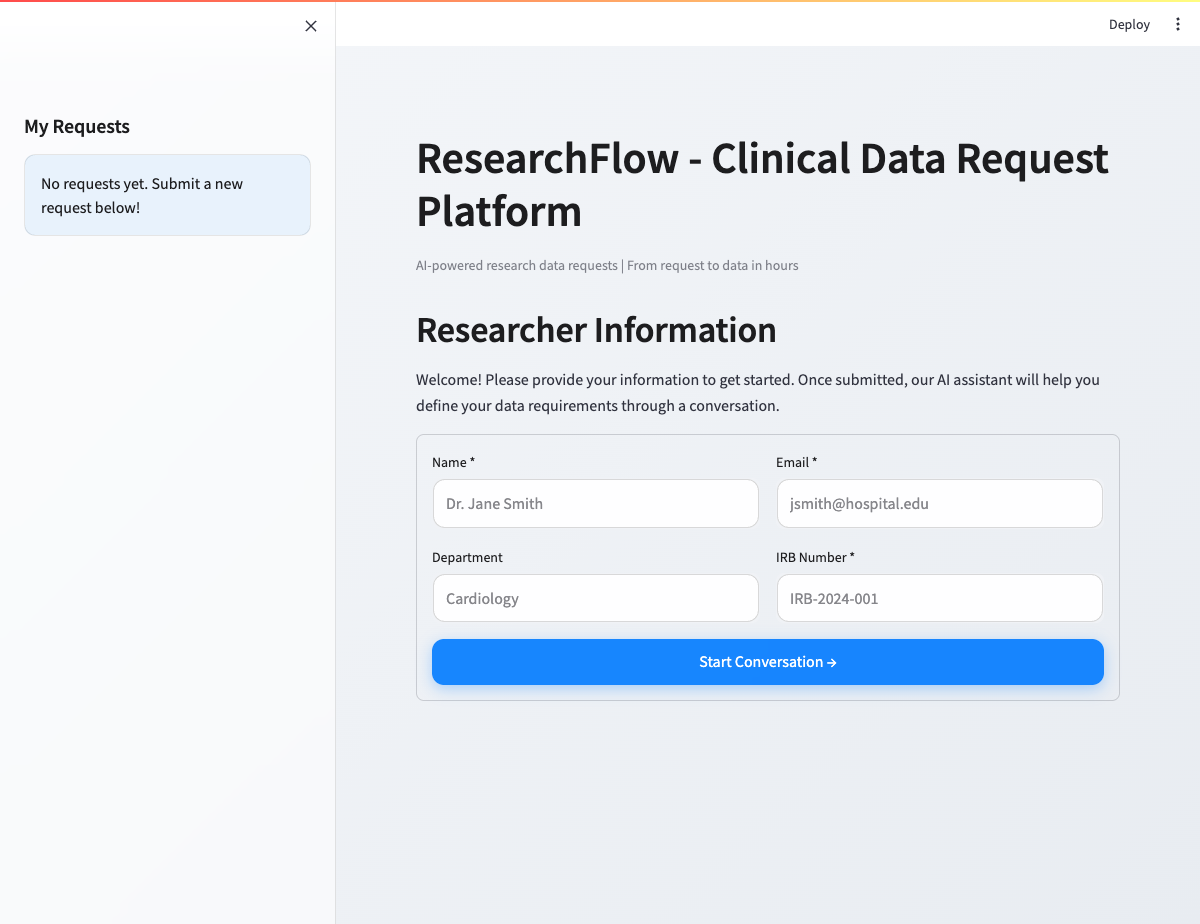 Deploy
My Requests
No requests yet. Submit a new
request below!
ResearchFlow - Clinical Data Request
Platform
AI-powered research data requests | From request to data in hours
Researcher Information
Welcome! Please provide your information to get started. Once submitted, our AI assistant will help you
define your data requirements through a conversation.
Name *
Email *
Dr. Jane Smith
jsmith@hospital.edu
Department
IRB Number *
Cardiology
IRB-2024-001
Start Conversation →